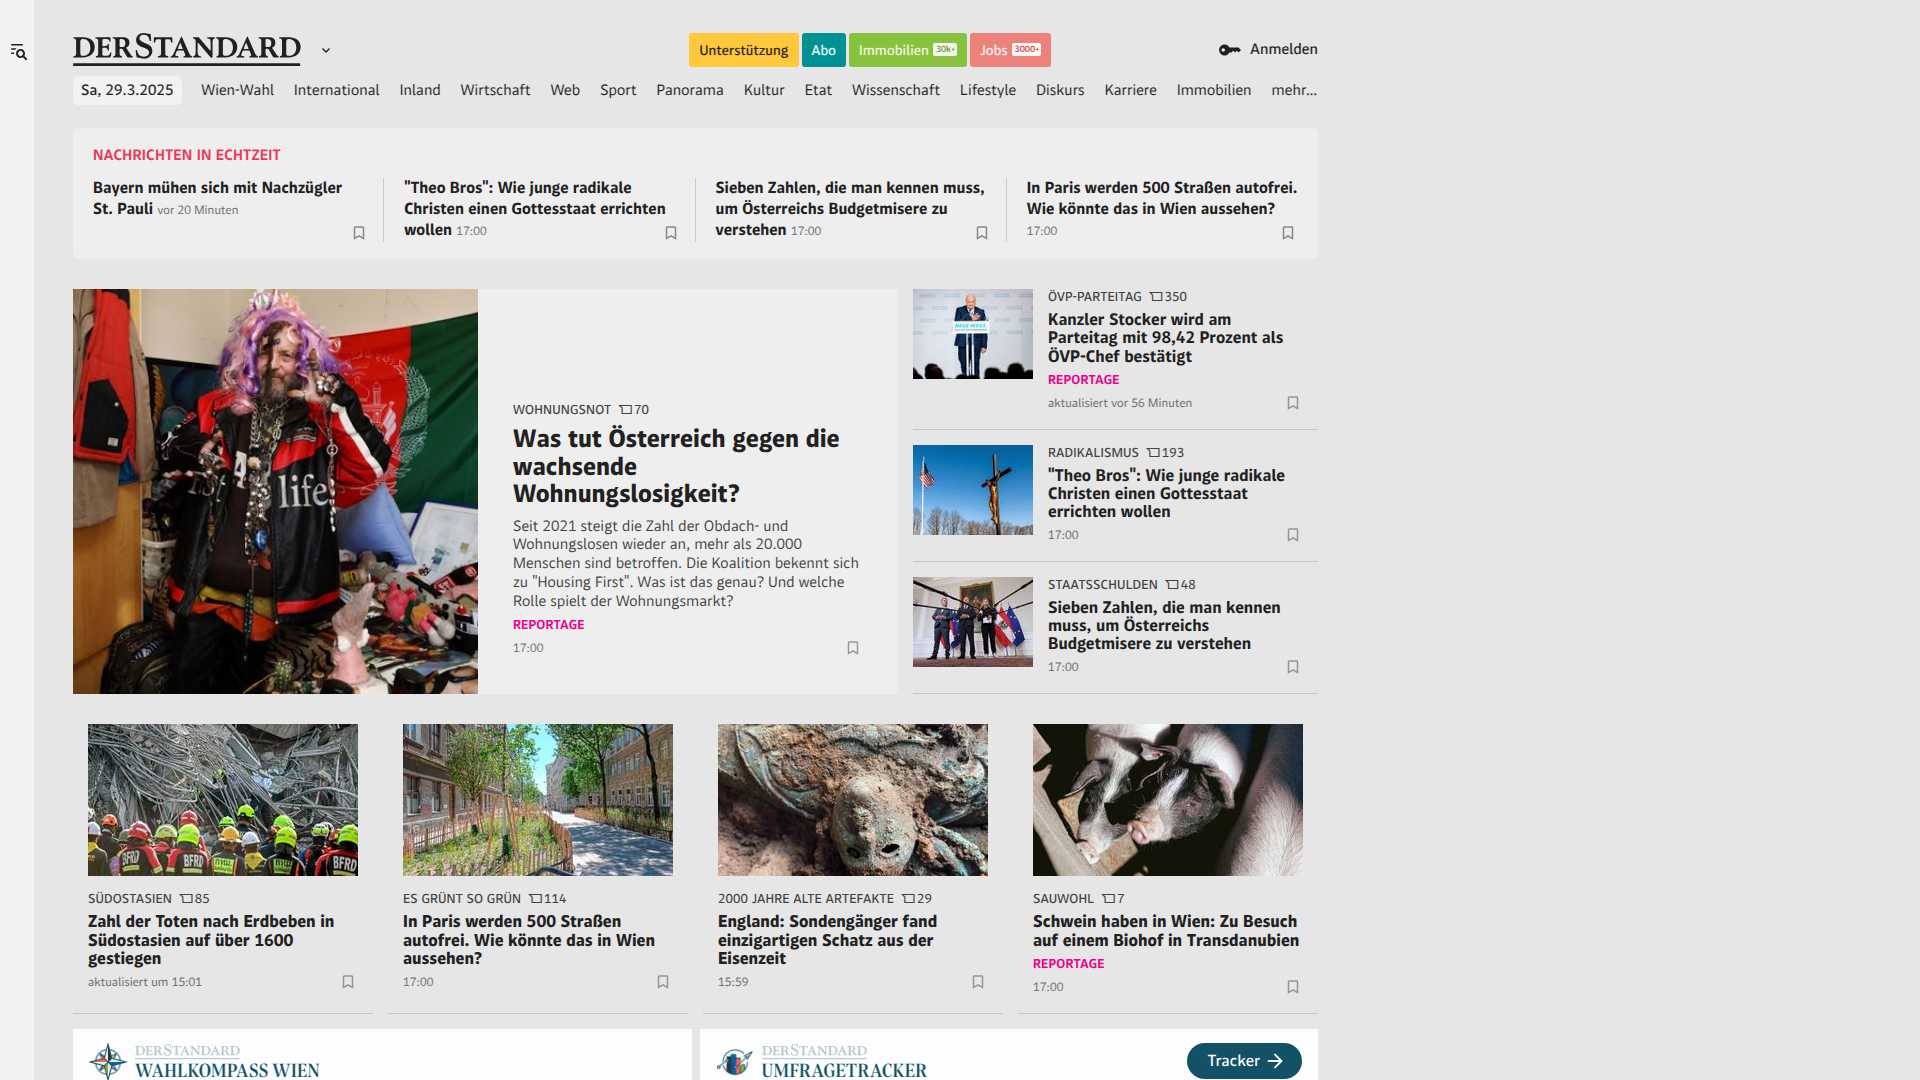 DERSTANDARD
Unterstützung
Abo
Immobilien 30k+
Jobs 3000+
Anmelden
Sa, 29.3.2025
Wien-Wahl
International
Inland
Wirtschaft
Web
Sport
Panorama
Kultur
Etat
Wissenschaft
Lifestyle
Diskurs
Karriere
Immobilien
mehr...
NACHRICHTEN IN ECHTZEIT
Bayern mühen sich mit Nachzügler
St. Pauli vor 20 Minuten
"Theo Bros": Wie junge radikale
Christen einen Gottesstaat errichten
wollen 17:00
Sieben Zahlen, die man kennen muss,
um Österreichs Budgetmisere zu
verstehen 17:00
In Paris werden 500 Straßen autofrei.
Wie könnte das in Wien aussehen?
17:00
life
WOHNUNGSNOT 70
Was tut Österreich gegen die
wachsende
Wohnungslosigkeit?
Seit 2021 steigt die Zahl der Obdach- und
Wohnungslosen wieder an, mehr als 20.000
Menschen sind betroffen. Die Koalition bekennt sich
zu "Housing First". Was ist das genau? Und welche
Rolle spielt der Wohnungsmarkt?
REPORTAGE
17:00
ÖVP-PARTEITAG 350
Kanzler Stocker wird am
Parteitag mit 98,42 Prozent als
ÖVP-Chef bestätigt
REPORTAGE
aktualisiert vor 56 Minuten
RADIKALISMUS 193
"Theo Bros": Wie junge radikale
Christen einen Gottesstaat
errichten wollen
17:00
STAATSSCHULDEN 48
Sieben Zahlen, die man kennen
muss, um Österreichs
Budgetmisere zu verstehen
17:00
BFRD
BFRD
BFRD
SÜDOSTASIEN 85
Zahl der Toten nach Erdbeben in
Südostasien auf über 1600
gestiegen
aktualisiert um 15:01
ES GRÜNT SO GRÜN 114
In Paris werden 500 Straßen
autofrei. Wie könnte das in Wien
aussehen?
17:00
2000 JAHRE ALTE ARTEFAKTE 29
England: Sondengänger fand
einzigartigen Schatz aus der
Eisenzeit
15:59
SAUWOHL 7
Schwein haben in Wien: Zu Besuch
auf einem Biohof in Transdanubien
REPORTAGE
17:00
DERSTANDARD
WAHLKOMPASS WIEN
DERSTANDARD
UMFRAGETRACKER
Tracker